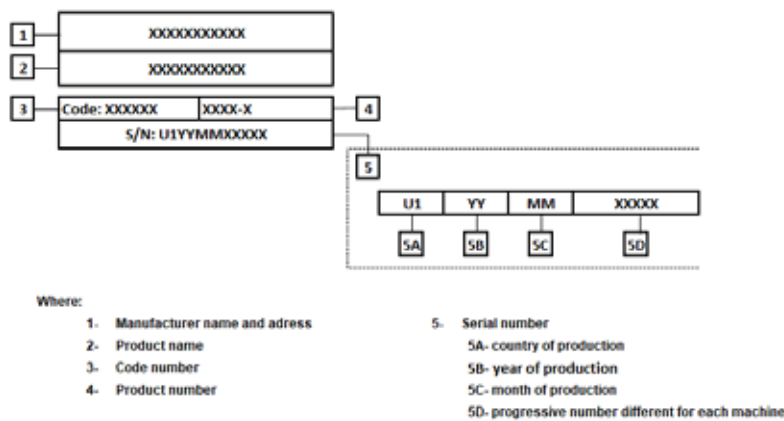 1 XXXXXXXXXXX
2 XXXXXXXXXXX
3 Code: XXXXXX XXXX-X 4
S/N: U1YYMMXXXXX
5
U1 YY MM XXXXX
5A 5B 5C 5D
Where:
1- Manufacturer name and adress
2- Product name
3- Code number
4- Product number
5- Serial number
5A- country of production
5B- year of production
5C- month of production
5D- progressive number different for each machine